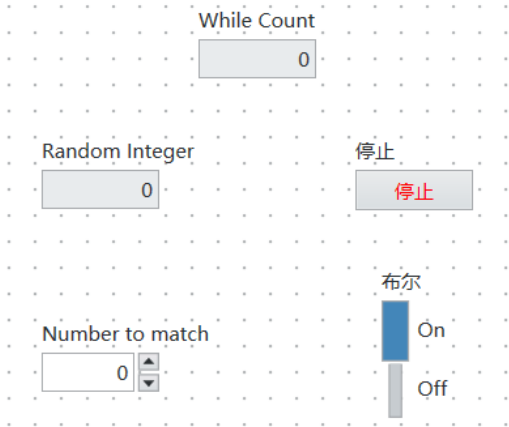 While Count
0
Random Integer
0
停止
停止
Number to match
0
布尔
On
Off